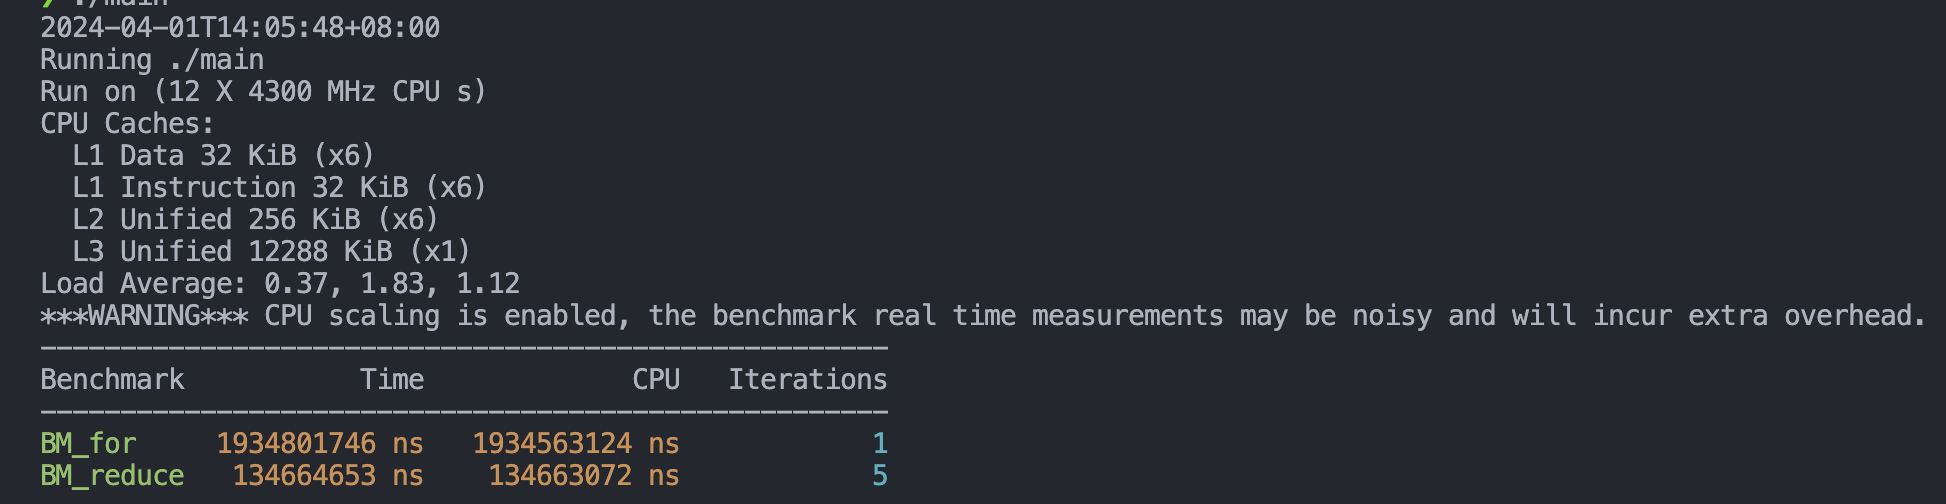 ./main
2024-04-01T14:05:48+08:00
Running ./main
Run on (12 X 4300 MHz CPU s)
CPU Caches:
  L1 Data 32 KiB (x6)
  L1 Instruction 32 KiB (x6)
  L2 Unified 256 KiB (x6)
  L3 Unified 12288 KiB (x1)
Load Average: 0.37, 1.83, 1.12
***WARNING*** CPU scaling is enabled, the benchmark real time measurements may be noisy and will incur extra overhead.
-----------------------------------------------------
Benchmark           Time             CPU   Iterations
-----------------------------------------------------
BM_for     1934801746 ns   1934563124 ns            1
BM_reduce   134664653 ns    134663072 ns            5